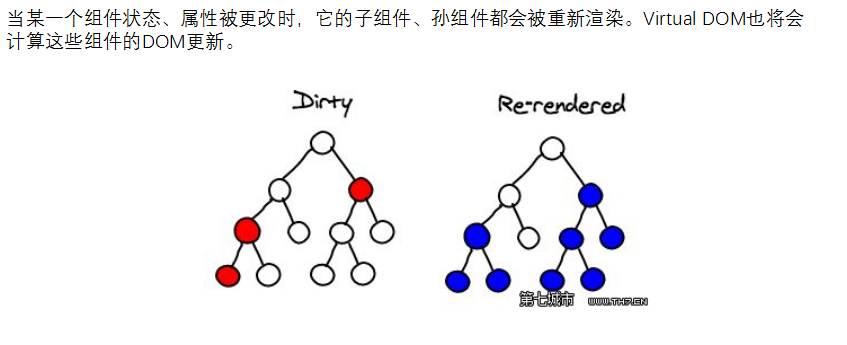 当某一个组件状态、属性被更改时，它的子组件、孙组件都会被重新渲染。Virtual DOM也将会
计算这些组件的DOM更新。
Dirty
Re-rendered
第七城市 WWW.TH7.CN